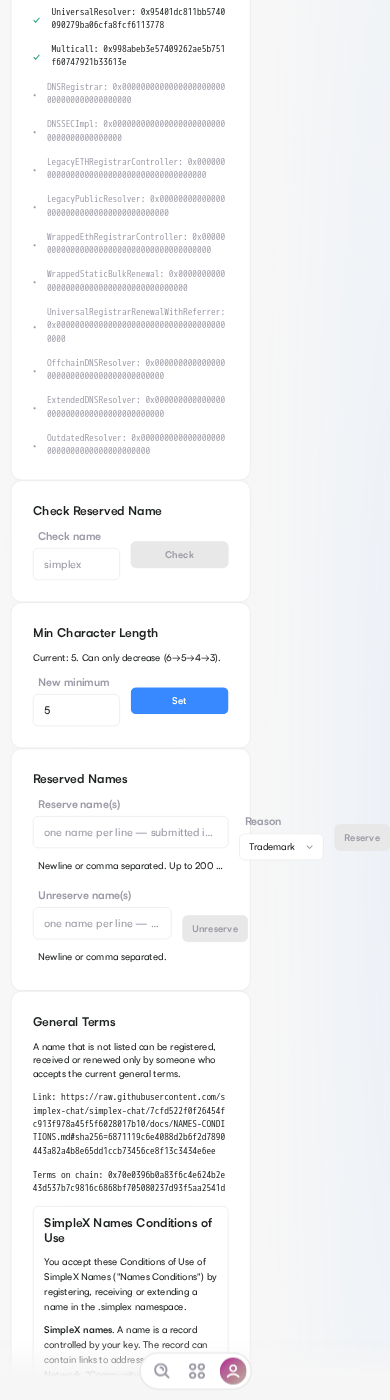 UniversalResolver: 0x95401dc811bb5740
090279ba06cfa8fcf6113778
Multicall: 0x998abeb3e57409262ae5b751
f60747921b33613e
DNSRegistrar: 0x0000000000000000000000
000000000000000000
DNSSECImpl: 0x000000000000000000000000
0000000000000000
LegacyETHRegistrarController: 0x000000
0000000000000000000000000000000000
LegacyPublicResolver: 0x00000000000000
00000000000000000000000000
WrappedEthRegistrarController: 0x00000
00000000000000000000000000000000000
WrappedStaticBulkRenewal: 0x0000000000
000000000000000000000000000000
UniversalRegistrarRenewalWithReferrer:
0x000000000000000000000000000000000000
0000
OffchainDNSResolver: 0x000000000000000
0000000000000000000000000
ExtendedDNSResolver: 0x000000000000000
0000000000000000000000000
OutdatedResolver: 0x000000000000000000
0000000000000000000000
Check Reserved Name
Check name
simplex
Check
Min Character Length
Current: 5. Can only decrease (6→5→4→3).
New minimum
5
Set
Reserved Names
Reserve name(s)
one name per line — submitted i...
Reason
Trademark
Reserve
Newline or comma separated. Up to 200 ...
Unreserve name(s)
one name per line — ...
Unreserve
Newline or comma separated.
General Terms
A name that is not listed can be registered,
received or renewed only by someone who
accepts the current general terms.
Link: https://raw.githubusercontent.com/s
implex-chat/simplex-chat/7cfd522f0f26454f
c913f978a45f5f6028017b10/docs/NAMES-CONDI
TIONS.md#sha256=6871119c6e4088d2b6f2d7890
443a82a4b8e65dd1ccb73456ce8f13c3434e6ee
Terms on chain: 0x70e0396b0a83f6c4e624b2e
43d537b7c9816c6868bf705080237d93f5aa2541d
SimpleX Names Conditions of
Use
You accept these Conditions of Use of
SimpleX Names ("Names Conditions") by
registering, receiving or extending a
name in the .simplex namespace.
SimpleX names. A name is a record
controlled by your key. The record can
contain links to address
Network "Community